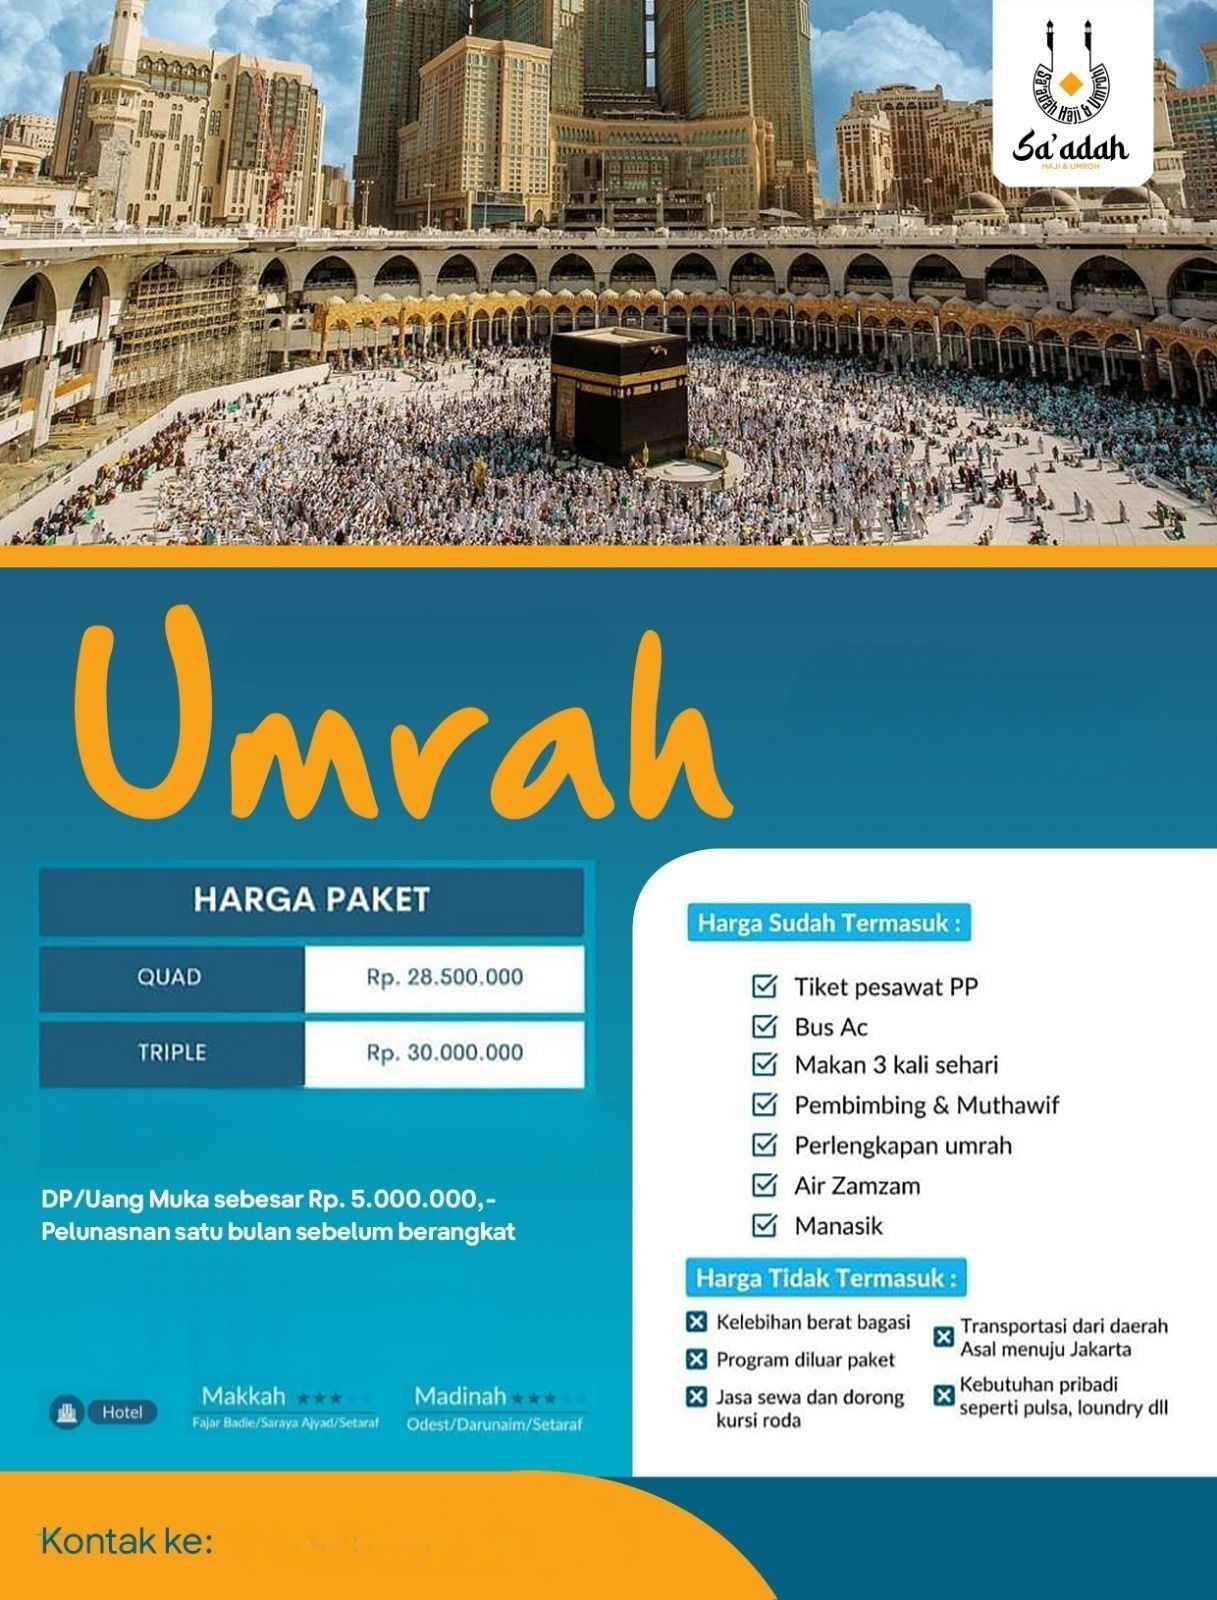 Sa'adah Haji & Umroh
Sa'adah
HAJI & UMROH
Umrah
HARGA PAKET
QUAD Rp. 28.500.000
TRIPLE Rp. 30.000.000
DP/Uang Muka sebesar Rp. 5.000.000,-
Pelunasnan satu bulan sebelum berangkat
Hotel
Makkah
Fajar Badie/Saraya Ajyad/Setaraf
Madinah
Odest/Darunaim/Setaraf
Harga Sudah Termasuk :
Tiket pesawat PP
Bus Ac
Makan 3 kali sehari
Pembimbing & Muthawif
Perlengkapan umrah
Air Zamzam
Manasik
Harga Tidak Termasuk :
Kelebihan berat bagasi
Program diluar paket
Jasa sewa dan dorong
kursi roda
Transportasi dari daerah
Asal menuju Jakarta
Kebutuhan pribadi
seperti pulsa, loundry dll
Kontak ke: